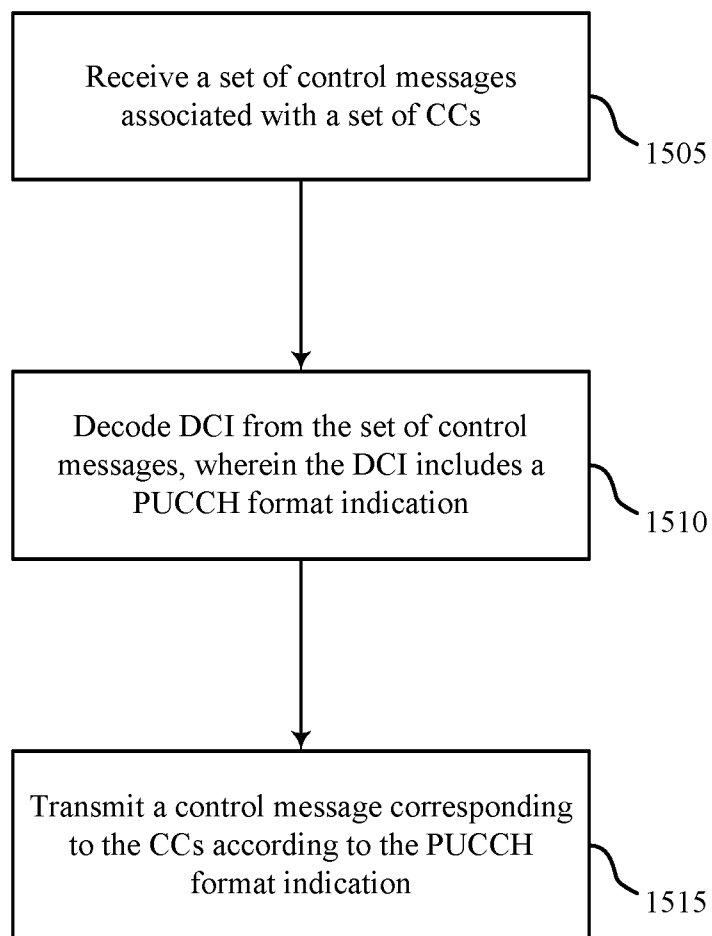 Receive a set of control messages
associated with a set of CCs
1505
Decode DCI from the set of control
messages, wherein the DCI includes a
PUCCH format indication
1510
Transmit a control message corresponding
to the CCs according to the PUCCH
format indication
1515